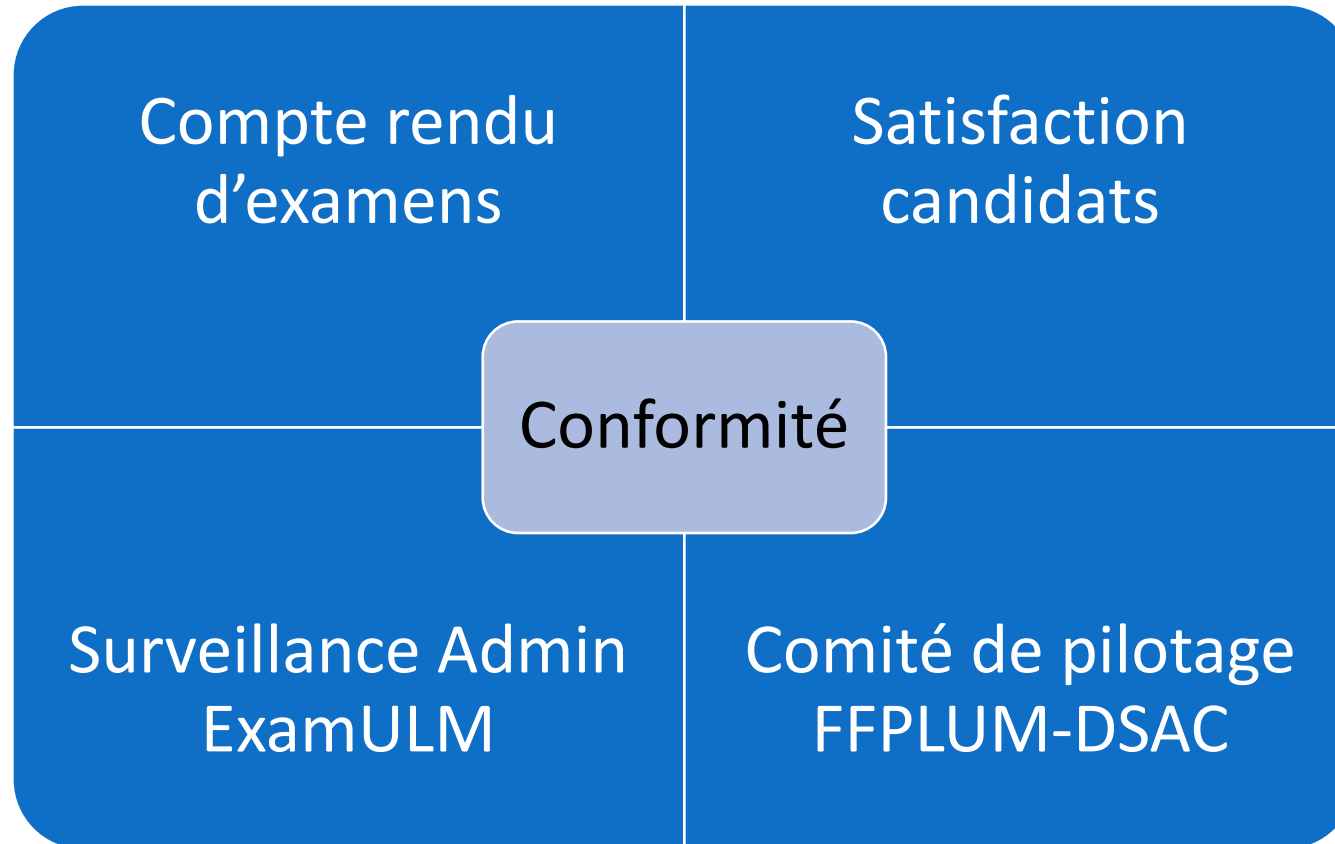 Compte rendu
d’examens
Satisfaction
candidats
Conformité
Surveillance Admin
ExamULM
Comité de pilotage
FFPLUM-DSAC